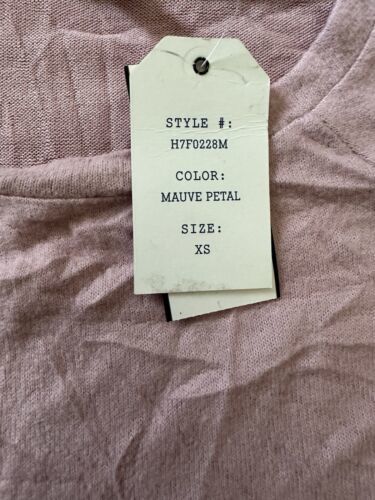 STYLE #:
H7F0228M
COLOR:
MAUVE PETAL
SIZE:
XS